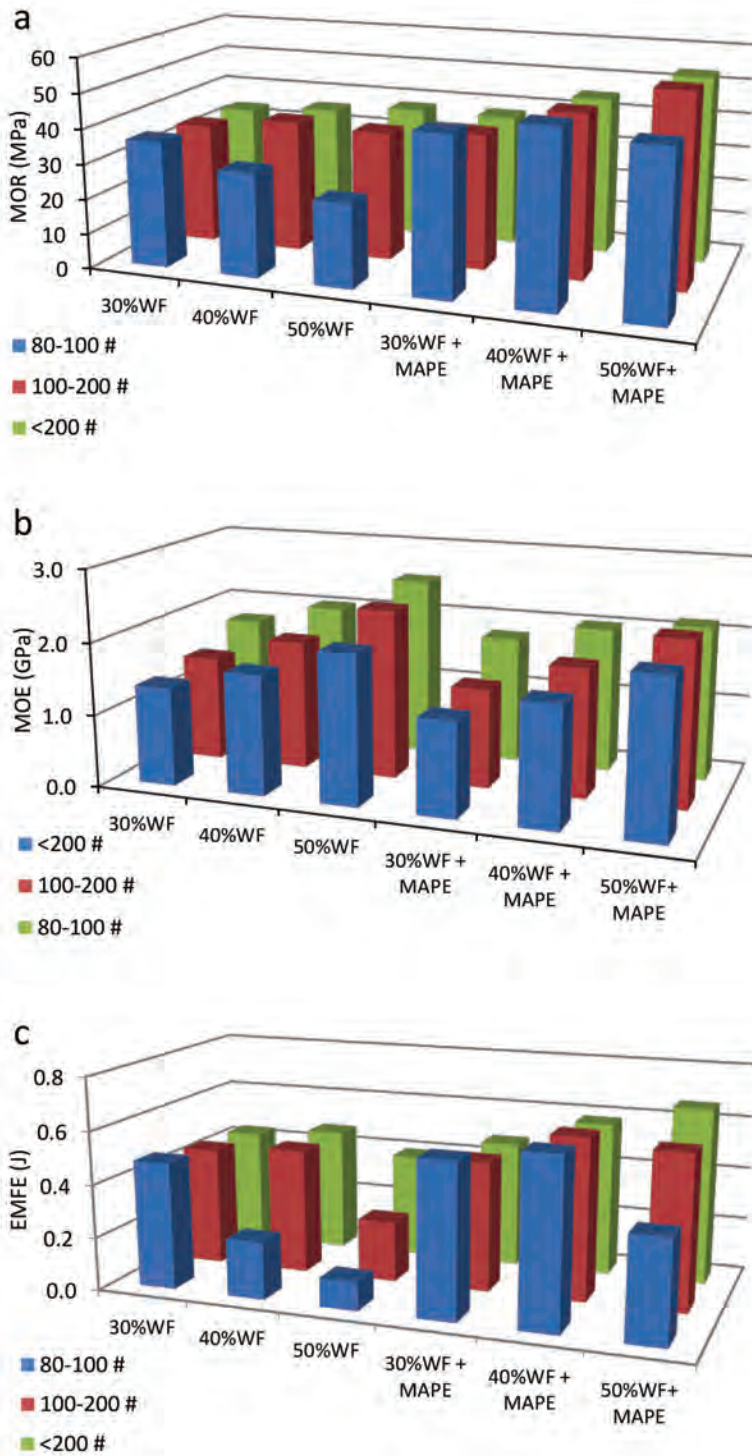 a
60
50
40
30
20
10
0
MOR (MPa)
30%WF
40%WF
50%WF
30%WF +
MAPE
40%WF +
MAPE
50%WF+
MAPE
80-100 #
100-200 #
<200 #
b
3.0
2.0
1.0
0.0
MOE (GPa)
30%WF
40%WF
50%WF
30%WF +
MAPE
40%WF +
MAPE
50%WF+
MAPE
<200 #
100-200 #
80-100 #
c
0.8
0.6
0.4
0.2
0.0
EMFE (J)
30%WF
40%WF
50%WF
30%WF +
MAPE
40%WF +
MAPE
50%WF+
MAPE
80-100 #
100-200 #
<200 #